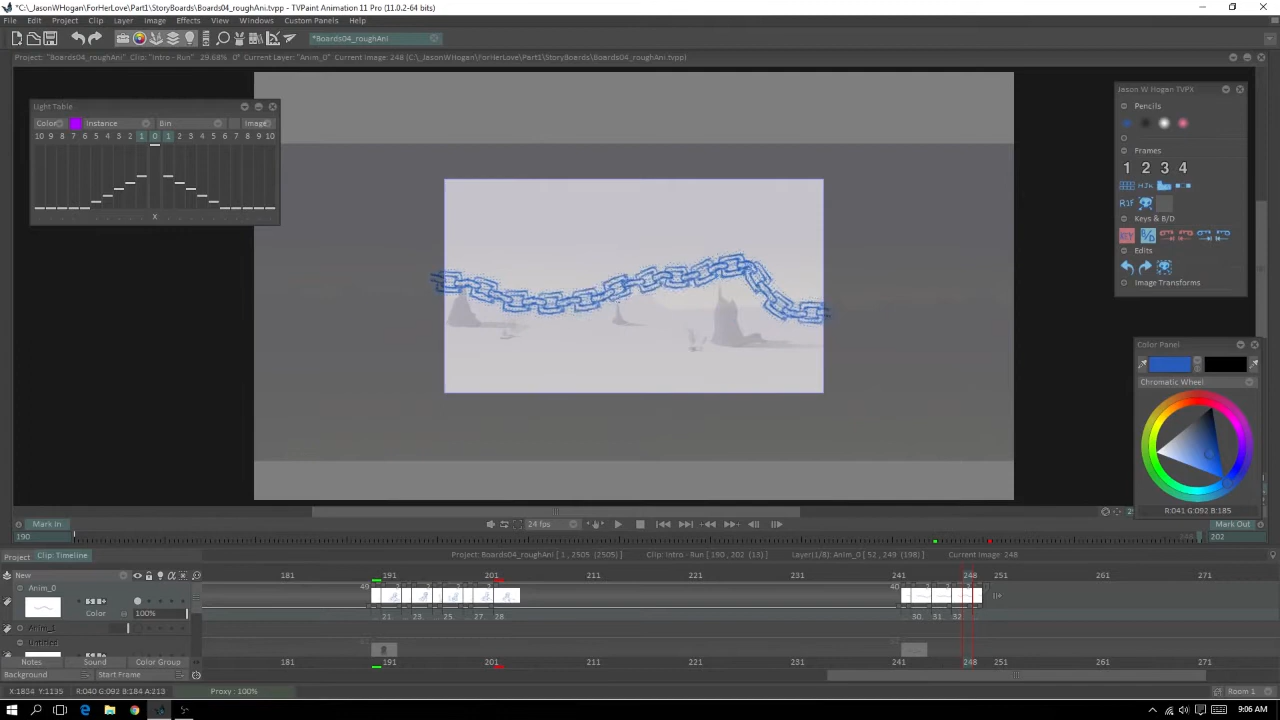 *C:\_JasonWHogan\ForHerLove\Part1\StoryBoards\Boards04_roughAni.tvpp - TVPaint Animation 11 Pro (11.0.2-64 bits)
File Edit Project Clip Layer Image Effects View Windows Custom Panels Help
*Boards04_roughAni
Project: "Boards04_roughAni" Clip: "Intro - Run" 29.68% Current Layer: "Anim_0" Current Image: 248 (C:\_JasonWHogan\ForHerLove\Part1\StoryBoards\Boards04_roughAni.tvpp)
Light Table
Color Instance Bin Image
10 9 8 7 6 5 4 3 2 1 0 1 2 3 4 5 6 7 8 9 10
X
Jason W Hogan TVPX
Pencils
Frames
1 2 3 4
Keys & B/D
KEY B/D
Edits
Image Transforms
Color Panel
Chromatic Wheel
R:041 G:092 B:185
Mark In
24 fps
Mark Out
190
202
Project Clip: Timeline
Project: Boards04_roughAni [ 1 , 2505 (2505) ] Clip: Intro - Run [ 190 , 202 (13) ] Layer(1/8): Anim_0 [ 52 , 249 (198) ] Current Image: 248
New
181 191 201 211 221 231 241 248 251 261 271
Anim_0
Color 100%
21. 23. 25. 27. 28 30. 31. 32
Anim_1
Untitled
Notes Sound Color Group
181 191 201 211 221 231 241 248 251 261 271
Background Start Frame
X:1834 Y:1135 R:040 G:092 B:184 A:213 Proxy : 100% Room 1
9:06 AM